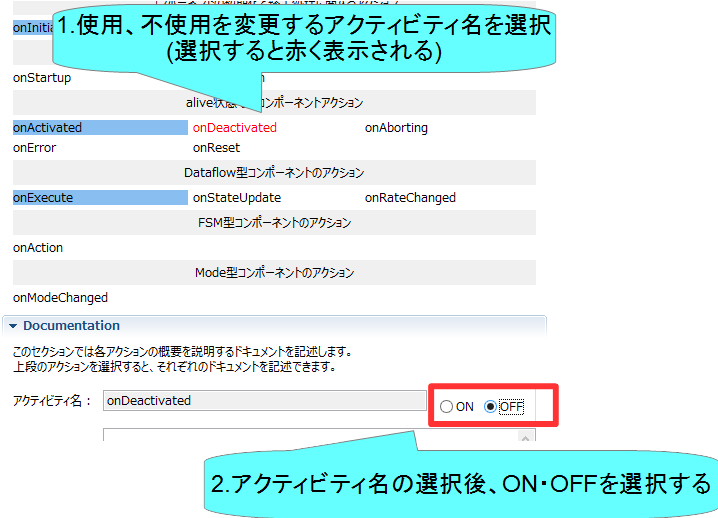 onIniti
1.使用、不使用を変更するアクティビティ名を選択
(選択すると赤く表示される)
onStartup
alive状態 コンポーネントアクション
onActivated onDeactivated onAborting
onError onReset
Dataflow型コンポーネントのアクション
onExecute onStateUpdate onRateChanged
FSM型コンポーネントのアクション
onAction
Mode型コンポーネントのアクション
onModeChanged
Documentation
このセクションでは各アクションの概要を説明するドキュメントを記述します。
上段のアクションを選択すると、それぞれのドキュメントを記述できます。
アクティビティ名： onDeactivated ON OFF
2.アクティビティ名の選択後、ON・OFFを選択する